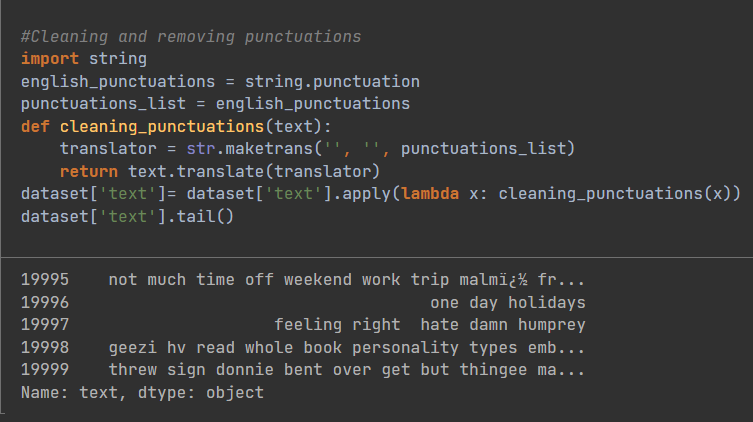 #Cleaning and removing punctuations
import string
english_punctuations = string.punctuation
punctuations_list = english_punctuations
def cleaning_punctuations(text):
    translator = str.maketrans('', '', punctuations_list)
    return text.translate(translator)
dataset['text']= dataset['text'].apply(lambda x: cleaning_punctuations(x))
dataset['text'].tail()
19995    not much time off weekend work trip malmï¿½ fr...
19996                                 one day holidays
19997                 feeling right  hate damn humprey
19998    geezi hv read whole book personality types emb...
19999    threw sign donnie bent over get but thingee ma...
Name: text, dtype: object